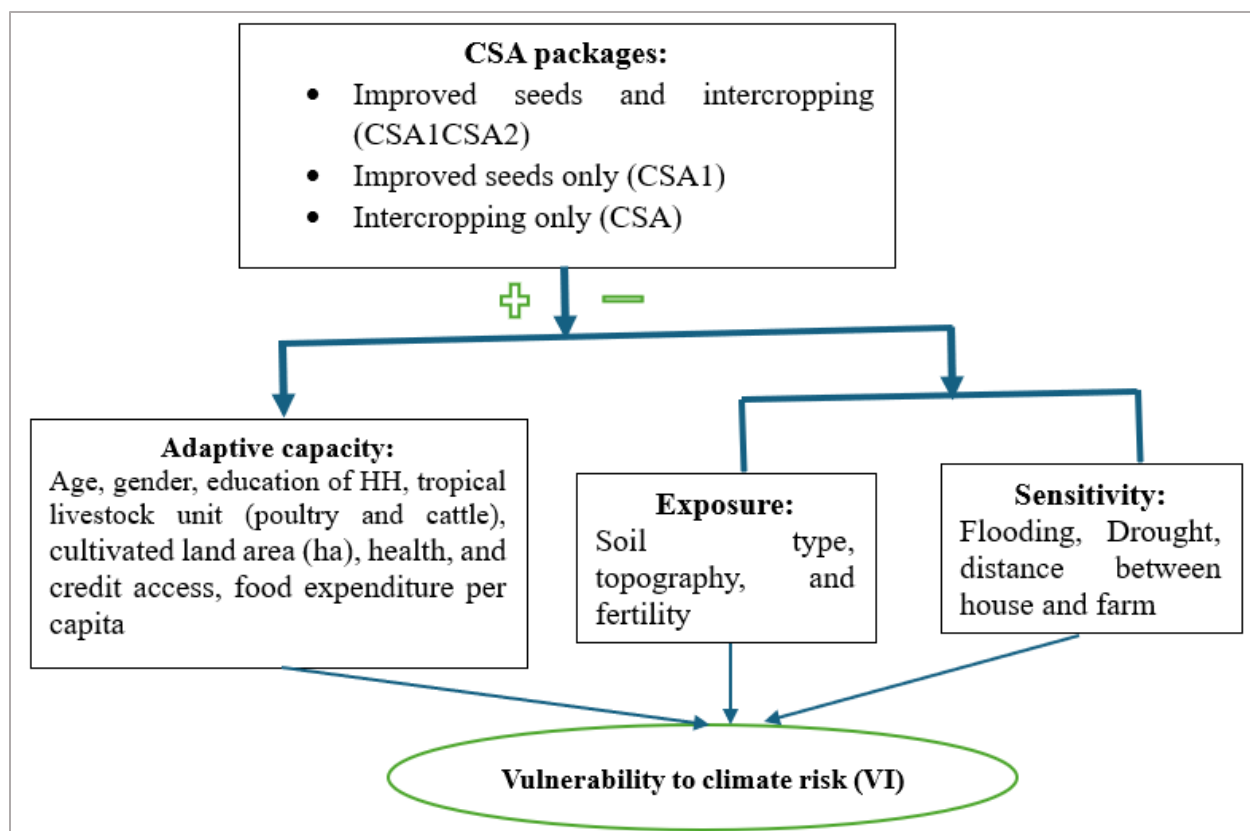 CSA packages:
• Improved seeds and intercropping
(CSA1CSA2)
• Improved seeds only (CSA1)
• Intercropping only (CSA)
Adaptive capacity:
Age, gender, education of HH, tropical
livestock unit (poultry and cattle),
cultivated land area (ha), health, and
credit access, food expenditure per
capita
Exposure:
Soil type,
topography, and
fertility
Sensitivity:
Flooding, Drought,
distance between
house and farm
Vulnerability to climate risk (VI)